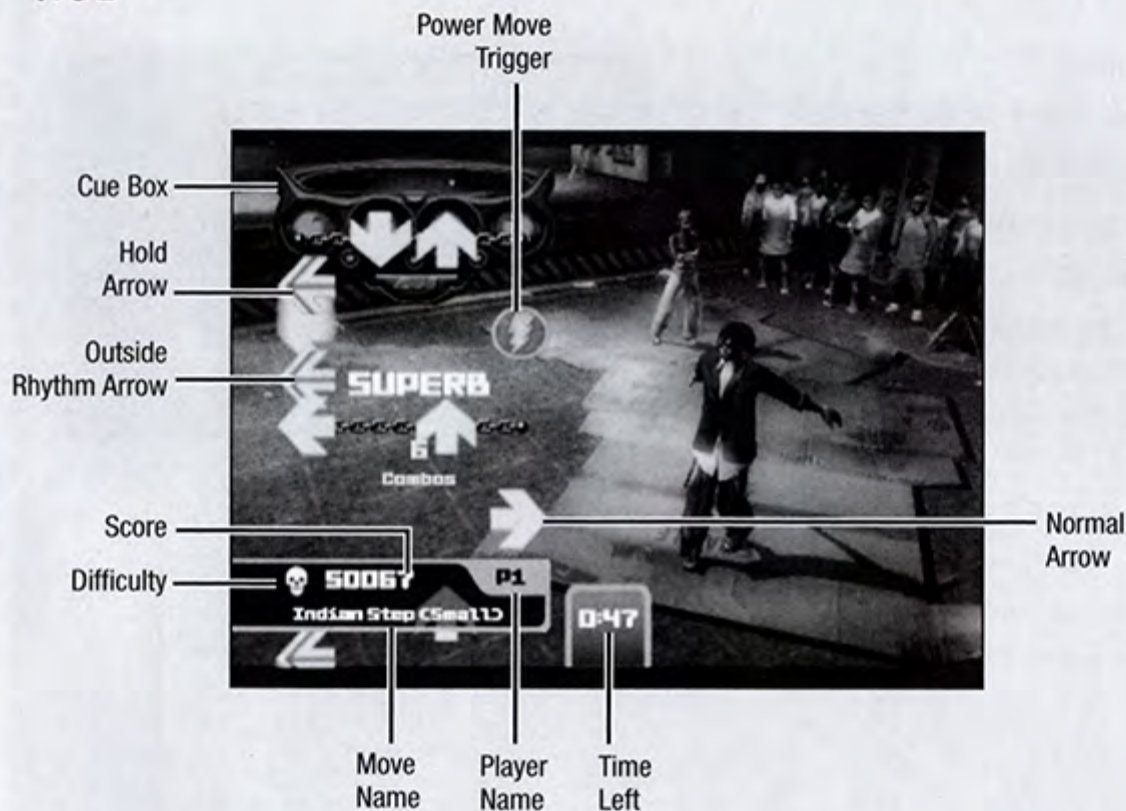 Power Move
Trigger
Cue Box
Hold
Arrow
Outside
Rhythm Arrow
SUPERB
6
Combos
Score
Difficulty
Normal
Arrow
50067
P1
Indian Step (Small)
0:47
Move
Name
Player
Name
Time
Left